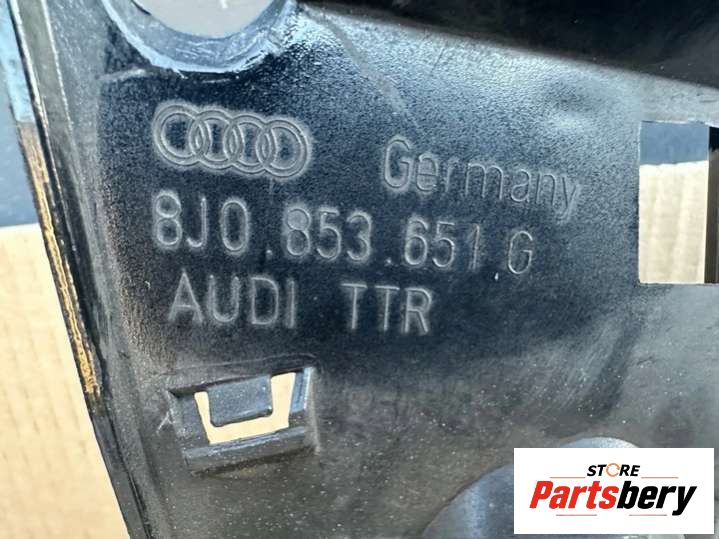 Germany
8J0.853.651.G
AUDI TTR
STORE
Partsbery